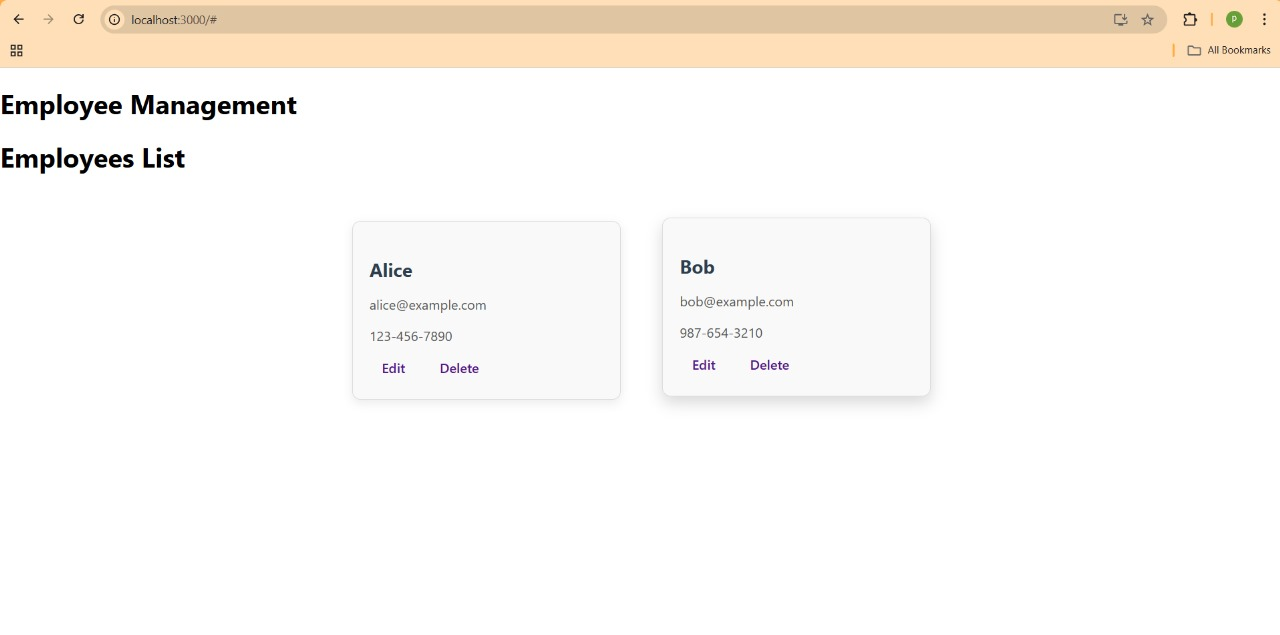 localhost:3000/#
P
All Bookmarks
Employee Management
Employees List
Alice
alice@example.com
123-456-7890
Edit Delete
Bob
bob@example.com
987-654-3210
Edit Delete